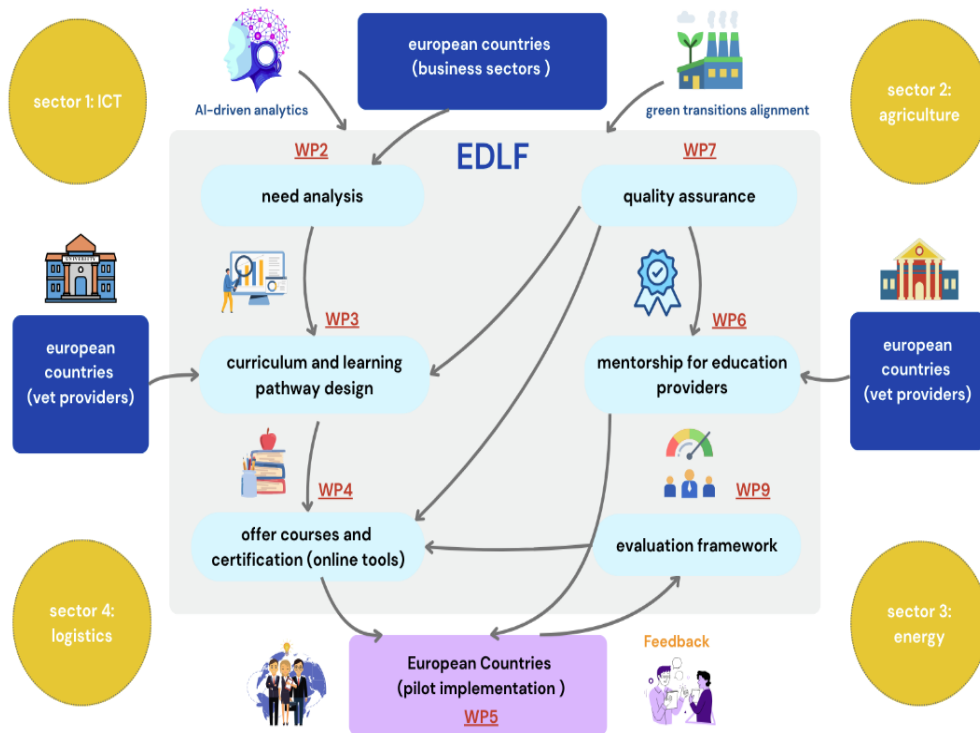 european countries
(business sectors )
sector 1: ICT
sector 2:
agriculture
AI-driven analytics
green transitions alignment
EDLF
WP2
need analysis
WP7
quality assurance
UNIVERSITY
european
countries
(vet providers)
WP3
curriculum and learning
pathway design
WP6
mentorship for education
providers
european
countries
(vet providers)
WP4
offer courses and
certification (online tools)
WP9
evaluation framework
sector 4:
logistics
sector 3:
energy
European Countries
(pilot implementation )
WP5
Feedback